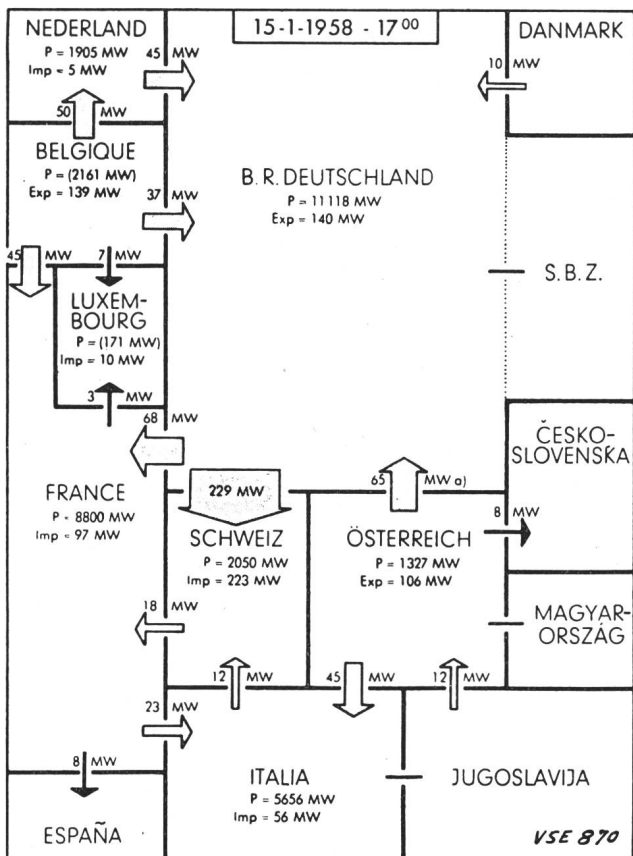 NEDERLAND
P = 1905 MW
Imp = 5 MW
45 MW
15-1-1958 - 17⁰⁰
DANMARK
10 MW
50 MW
BELGIQUE
P = (2161 MW)
Exp = 139 MW
37 MW
B. R. DEUTSCHLAND
P = 11118 MW
Exp = 140 MW
45 MW
7 MW
S. B. Z.
LUXEM-
BOURG
P = (171 MW)
Imp = 10 MW
3 MW
68 MW
ČESKO-
SLOVENSKA
FRANCE
P = 8800 MW
Imp = 97 MW
229 MW
65 MW a)
8 MW
SCHWEIZ
P = 2050 MW
Imp = 223 MW
ÖSTERREICH
P = 1327 MW
Exp = 106 MW
MAGYAR-
ORSZÁG
18 MW
12 MW
45 MW
12 MW
23 MW
8 MW
ITALIA
P = 5656 MW
Imp = 56 MW
JUGOSLAVIJA
ESPAÑA
VSE 870